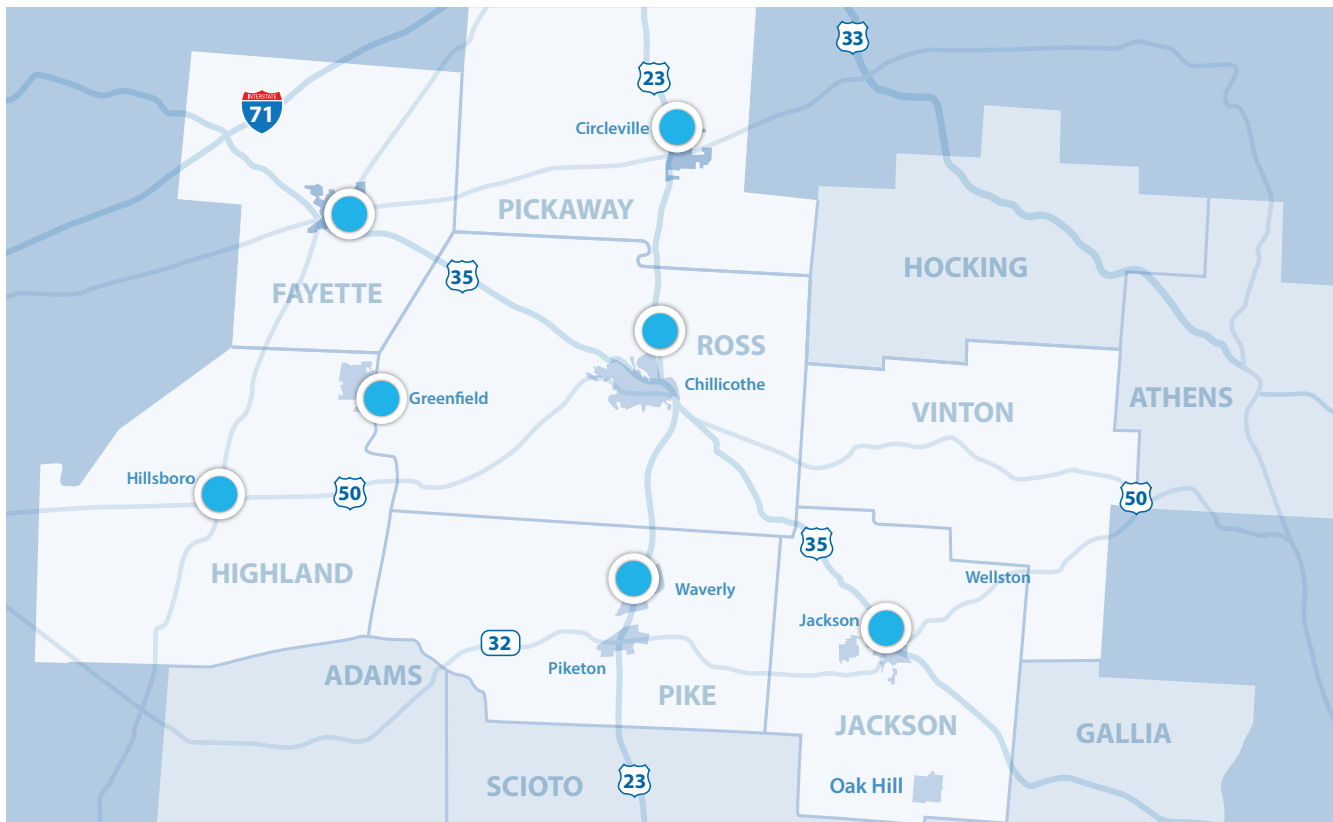 33
23
INTERSTATE
71
Circleville
PICKAWAY
HOCKING
35
FAYETTE
ROSS
Chillicothe
Greenfield
ATHENS
VINTON
Hillsboro
50
50
35
HIGHLAND
Wellston
Waverly
Jackson
32
Piketon
ADAMS
PIKE
JACKSON
GALLIA
23
SCIOTO
Oak Hill